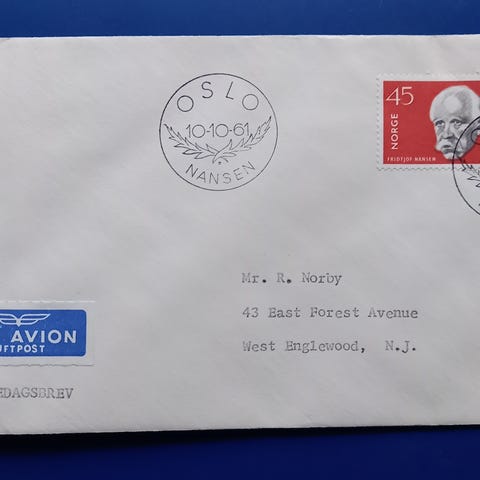 OSLO
10-10-61
NANSEN
45
NORGE
FRIDTJOF NANSEN
Mr. R. Norby
43 East Forest Avenue
West Englewood, N.J.
AVION
UFTPOST
EDAGSBREV